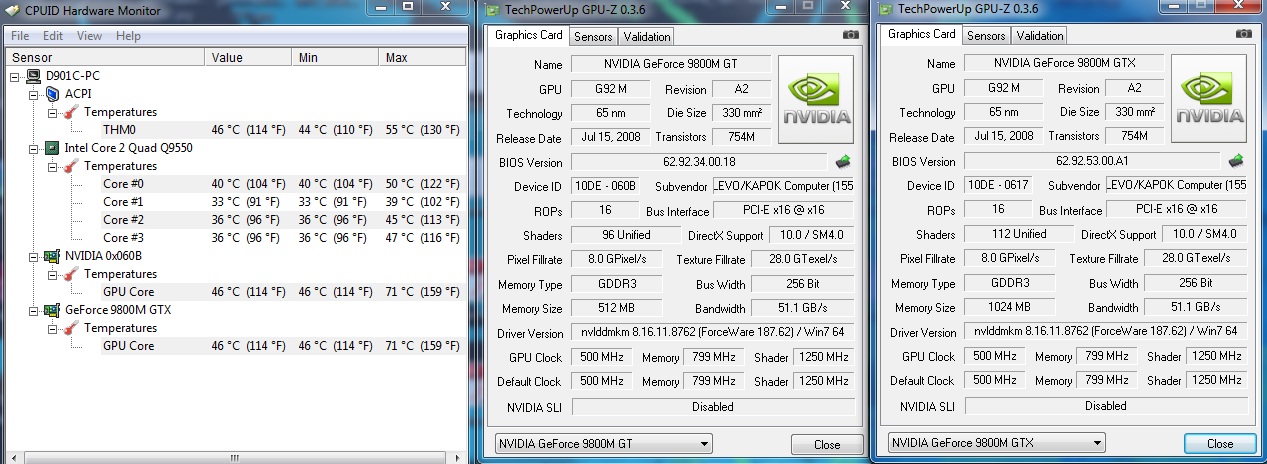 CPUID Hardware Monitor
File Edit View Help
Sensor Value Min Max
D901C-PC
ACPI
Temperatures
THM0 46 °C (114 °F) 44 °C (110 °F) 55 °C (130 °F)
Intel Core 2 Quad Q9550
Temperatures
Core #0 40 °C (104 °F) 40 °C (104 °F) 50 °C (122 °F)
Core #1 33 °C (91 °F) 33 °C (91 °F) 39 °C (102 °F)
Core #2 36 °C (96 °F) 36 °C (96 °F) 45 °C (113 °F)
Core #3 36 °C (96 °F) 36 °C (96 °F) 47 °C (116 °F)
NVIDIA 0x060B
Temperatures
GPU Core 46 °C (114 °F) 46 °C (114 °F) 71 °C (159 °F)
GeForce 9800M GTX
Temperatures
GPU Core 46 °C (114 °F) 46 °C (114 °F) 71 °C (159 °F)
TechPowerUp GPU-Z 0.3.6
Graphics Card Sensors Validation
Name NVIDIA GeForce 9800M GT
GPU G92 M Revision A2
Technology 65 nm Die Size 330 mm²
NVIDIA
Release Date Jul 15, 2008 Transistors 754M
BIOS Version 62.92.34.00.18
Device ID 10DE - 060B Subvendor LEVO/KAPOK Computer (155
ROPs 16 Bus Interface PCI-E x16 @ x16
Shaders 96 Unified DirectX Support 10.0 / SM4.0
Pixel Fillrate 8.0 GPixel/s Texture Fillrate 28.0 GTexel/s
Memory Type GDDR3 Bus Width 256 Bit
Memory Size 512 MB Bandwidth 51.1 GB/s
Driver Version nvlddmkm 8.16.11.8762 (ForceWare 187.62) / Win7 64
GPU Clock 500 MHz Memory 799 MHz Shader 1250 MHz
Default Clock 500 MHz Memory 799 MHz Shader 1250 MHz
NVIDIA SLI Disabled
NVIDIA GeForce 9800M GT Close
TechPowerUp GPU-Z 0.3.6
Graphics Card Sensors Validation
Name NVIDIA GeForce 9800M GTX
GPU G92 M Revision A2
Technology 65 nm Die Size 330 mm²
NVIDIA
Release Date Jul 15, 2008 Transistors 754M
BIOS Version 62.92.53.00.A1
Device ID 10DE - 0617 Subvendor LEVO/KAPOK Computer (155
ROPs 16 Bus Interface PCI-E x16 @ x16
Shaders 112 Unified DirectX Support 10.0 / SM4.0
Pixel Fillrate 8.0 GPixel/s Texture Fillrate 28.0 GTexel/s
Memory Type GDDR3 Bus Width 256 Bit
Memory Size 1024 MB Bandwidth 51.1 GB/s
Driver Version nvlddmkm 8.16.11.8762 (ForceWare 187.62) / Win7 64
GPU Clock 500 MHz Memory 799 MHz Shader 1250 MHz
Default Clock 500 MHz Memory 799 MHz Shader 1250 MHz
NVIDIA SLI Disabled
NVIDIA GeForce 9800M GTX Close